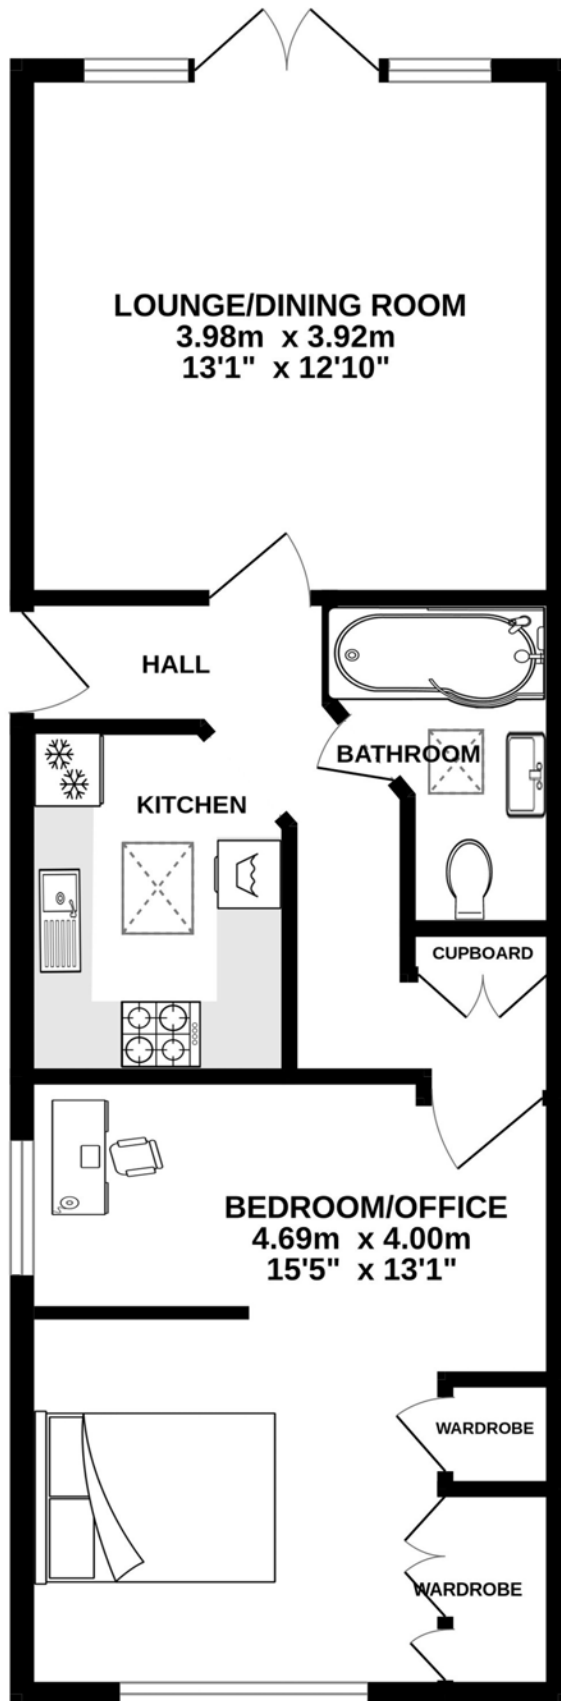 LOUNGE/DINING ROOM
3.98m x 3.92m
13'1" x 12'10"
HALL
BATHROOM
KITCHEN
CUPBOARD
BEDROOM/OFFICE
4.69m x 4.00m
15'5" x 13'1"
WARDROBE
WARDROBE